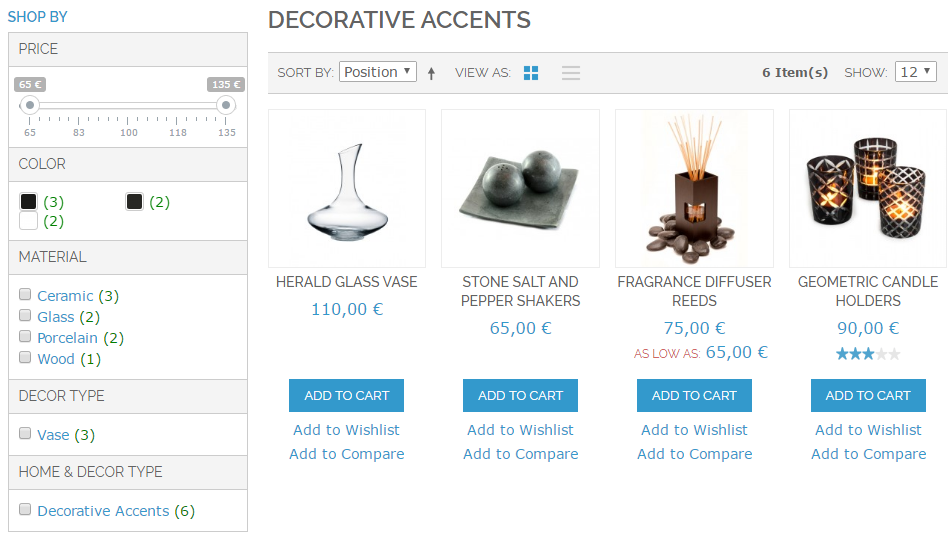 SHOP BY
PRICE
65 € 135 €
65 83 100 118 135
COLOR
(3) (2)
(2)
MATERIAL
Ceramic (3)
Glass (2)
Porcelain (2)
Wood (1)
DECOR TYPE
Vase (3)
HOME & DECOR TYPE
Decorative Accents (6)
DECORATIVE ACCENTS
SORT BY: Position VIEW AS: 6 Item(s) SHOW: 12
HERALD GLASS VASE
110,00 €
ADD TO CART
Add to Wishlist
Add to Compare
STONE SALT AND
PEPPER SHAKERS
65,00 €
ADD TO CART
Add to Wishlist
Add to Compare
FRAGRANCE DIFFUSER
REEDS
75,00 €
AS LOW AS: 65,00 €
ADD TO CART
Add to Wishlist
Add to Compare
GEOMETRIC CANDLE
HOLDERS
90,00 €
ADD TO CART
Add to Wishlist
Add to Compare